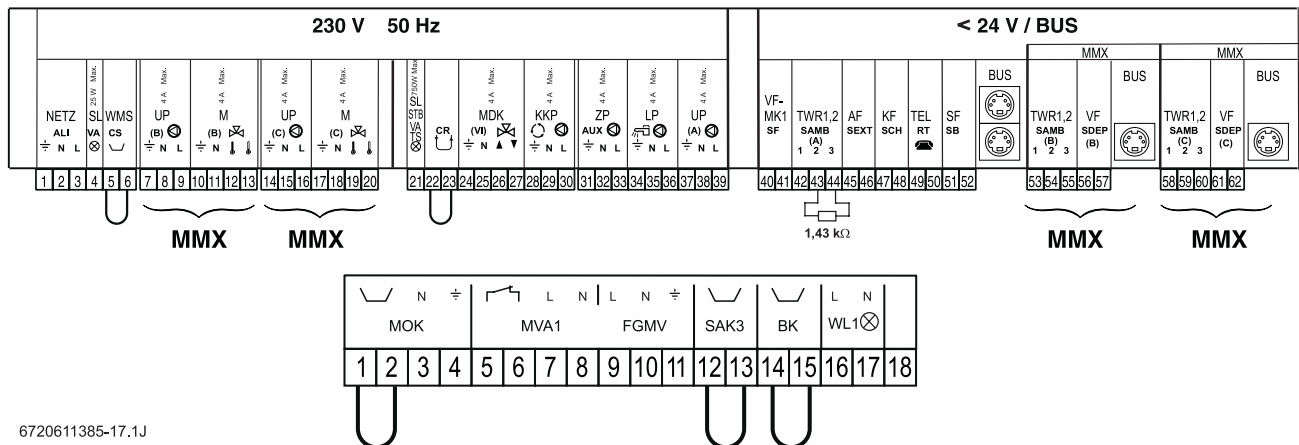 230 V 50 Hz
< 24 V / BUS
MMX MMX
25 W Max. 4 A Max. 4 A Max. 4 A Max. 4 A Max. 750W Max. 4 A Max. 4 A Max. 4 A Max. 4 A Max. 4 A Max.
NETZ SL WMS UP M UP M SL STB VA TS CR MDK KKP ZP LP UP VF-MK1 TWR1,2 AF KF TEL SF BUS TWR1,2 VF BUS TWR1,2 VF BUS
ALI VA CS (B) (B) (C) (C) (VI) AUX (A) SF SAMB (A) SEXT SCH RT SB SAMB (B) SDEP (B) SAMB (C) SDEP (C)
N L N L N N L N N N L N L N L N L 1 2 3 1 2 3 1 2 3
1 2 3 4 5 6 7 8 9 10 11 12 13 14 15 16 17 18 19 20 21 22 23 24 25 26 27 28 29 30 31 32 33 34 35 36 37 38 39 40 41 42 43 44 45 46 47 48 49 50 51 52 53 54 55 56 57 58 59 60 61 62
1,43 kΩ
MMX MMX MMX MMX
N L N L N L N
MOK MVA1 FGMV SAK3 BK WL1
1 2 3 4 5 6 7 8 9 10 11 12 13 14 15 16 17 18
6720611385-17.1J